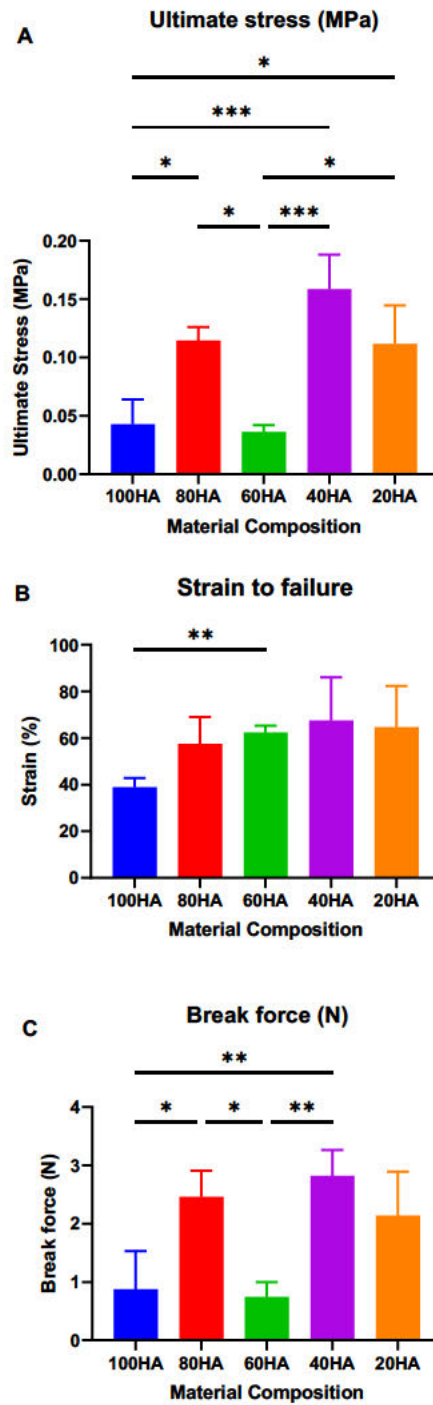 A
Ultimate stress (MPa)
*
***
* *
* ***
Ultimate Stress (MPa)
0.20
0.15
0.10
0.05
0.00
100HA 80HA 60HA 40HA 20HA
Material Composition
B
Strain to failure
**
Strain (%)
100
80
60
40
20
0
100HA 80HA 60HA 40HA 20HA
Material Composition
C
Break force (N)
**
* * **
Break force (N)
4
3
2
1
0
100HA 80HA 60HA 40HA 20HA
Material Composition